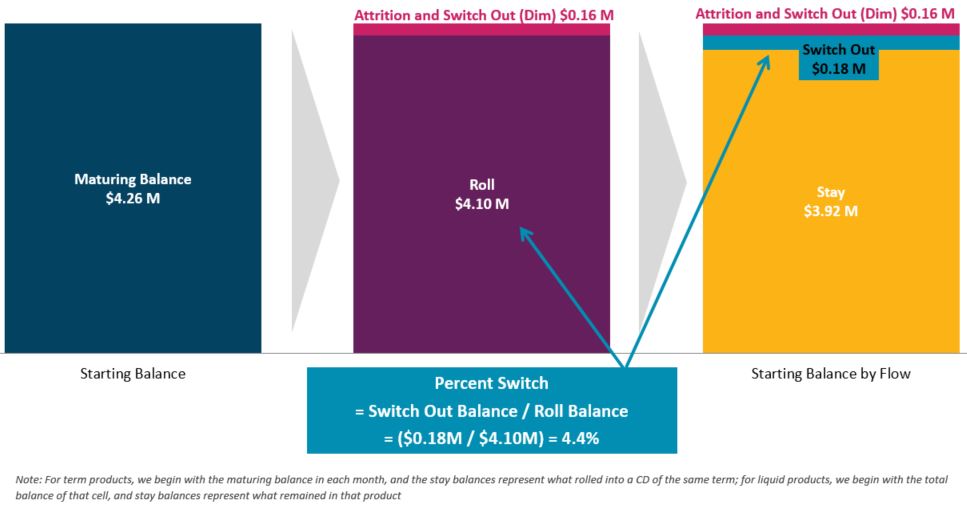 Attrition and Switch Out (Dim) $0.16 M
Attrition and Switch Out (Dim) $0.16 M
Switch Out
$0.18 M
Maturing Balance
$4.26 M
Roll
$4.10 M
Stay
$3.92 M
Starting Balance
Starting Balance by Flow
Percent Switch
= Switch Out Balance / Roll Balance
= ($0.18M / $4.10M) = 4.4%
Note: For term products, we begin with the maturing balance in each month, and the stay balances represent what rolled into a CD of the same term; for liquid products, we begin with the total
balance of that cell, and stay balances represent what remained in that product